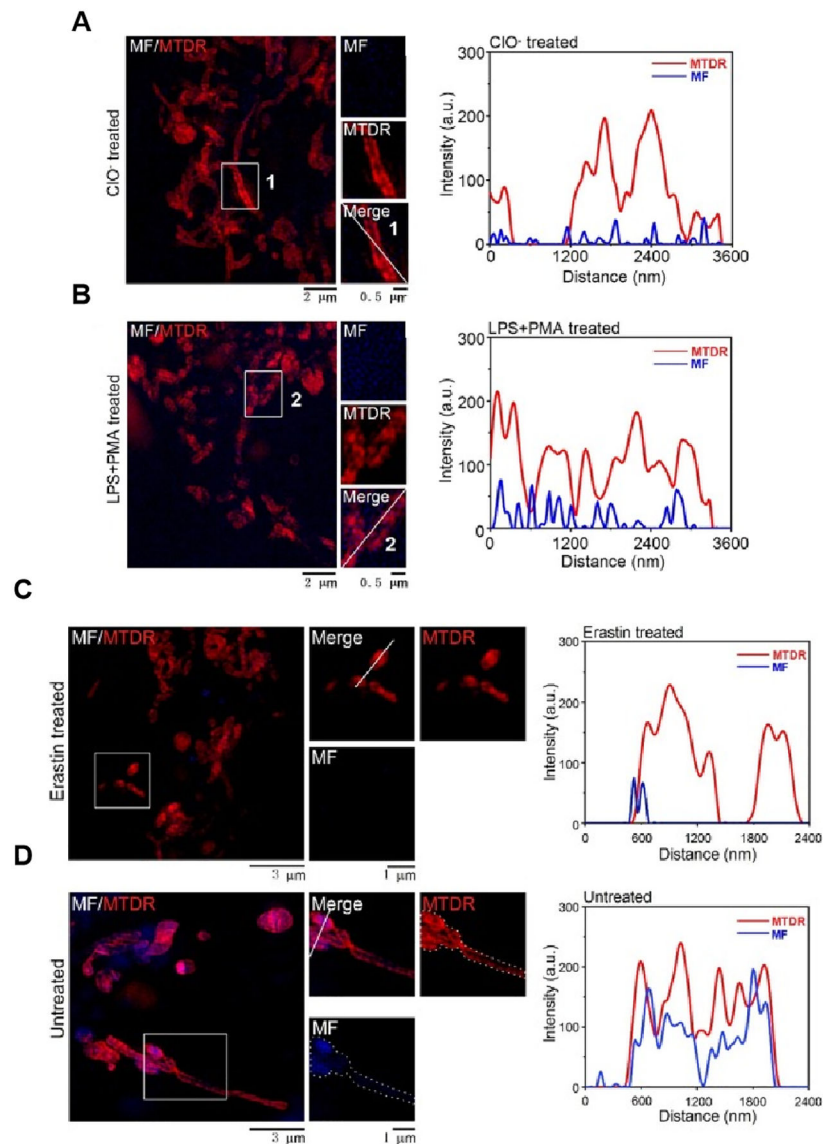 A
ClO⁻ treated
MF/MTDR
1
MF
MTDR
Merge
1
2 μm
0.5 μm
ClO⁻ treated
MTDR
MF
Intensity (a.u.)
300
200
100
0
0 1200 2400 3600
Distance (nm)
B
LPS+PMA treated
MF/MTDR
2
MF
MTDR
Merge
2
2 μm
0.5 μm
LPS+PMA treated
MTDR
MF
Intensity (a.u.)
300
200
100
0
0 1200 2400 3600
Distance (nm)
C
Erastin treated
MF/MTDR
Merge
MTDR
MF
3 μm
1 μm
Erastin treated
MTDR
MF
Intensity (a.u.)
300
200
100
0
0 600 1200 1800 2400
Distance (nm)
D
Untreated
MF/MTDR
Merge
MTDR
MF
3 μm
1 μm
Untreated
MTDR
MF
Intensity (a.u.)
300
200
100
0
0 600 1200 1800 2400
Distance (nm)